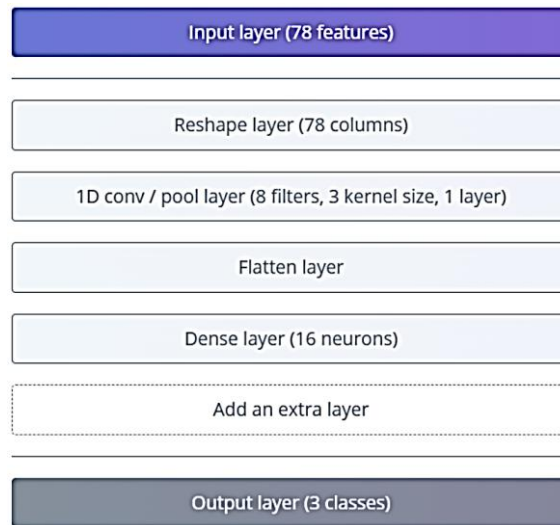 Input layer (78 features)
Reshape layer (78 columns)
1D conv / pool layer (8 filters, 3 kernel size, 1 layer)
Flatten layer
Dense layer (16 neurons)
Add an extra layer
Output layer (3 classes)